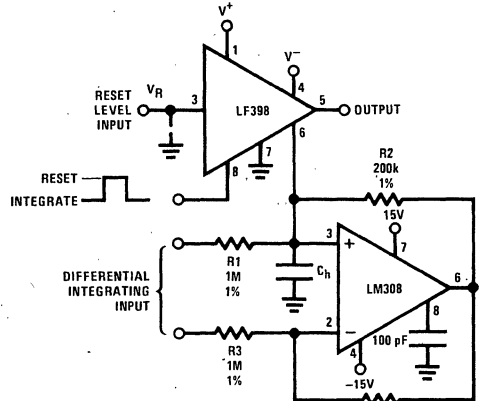 V+
V−
1
4
VR
RESET
LEVEL
INPUT
3
LF398
5
OUTPUT
6
7
8
RESET
INTEGRATE
R2
200k
1%
15V
3
+
7
R1
1M
1%
Ch
DIFFERENTIAL
INTEGRATING
INPUT
LM308
6
2
−
8
R3
1M
1%
100 pF
4
−15V